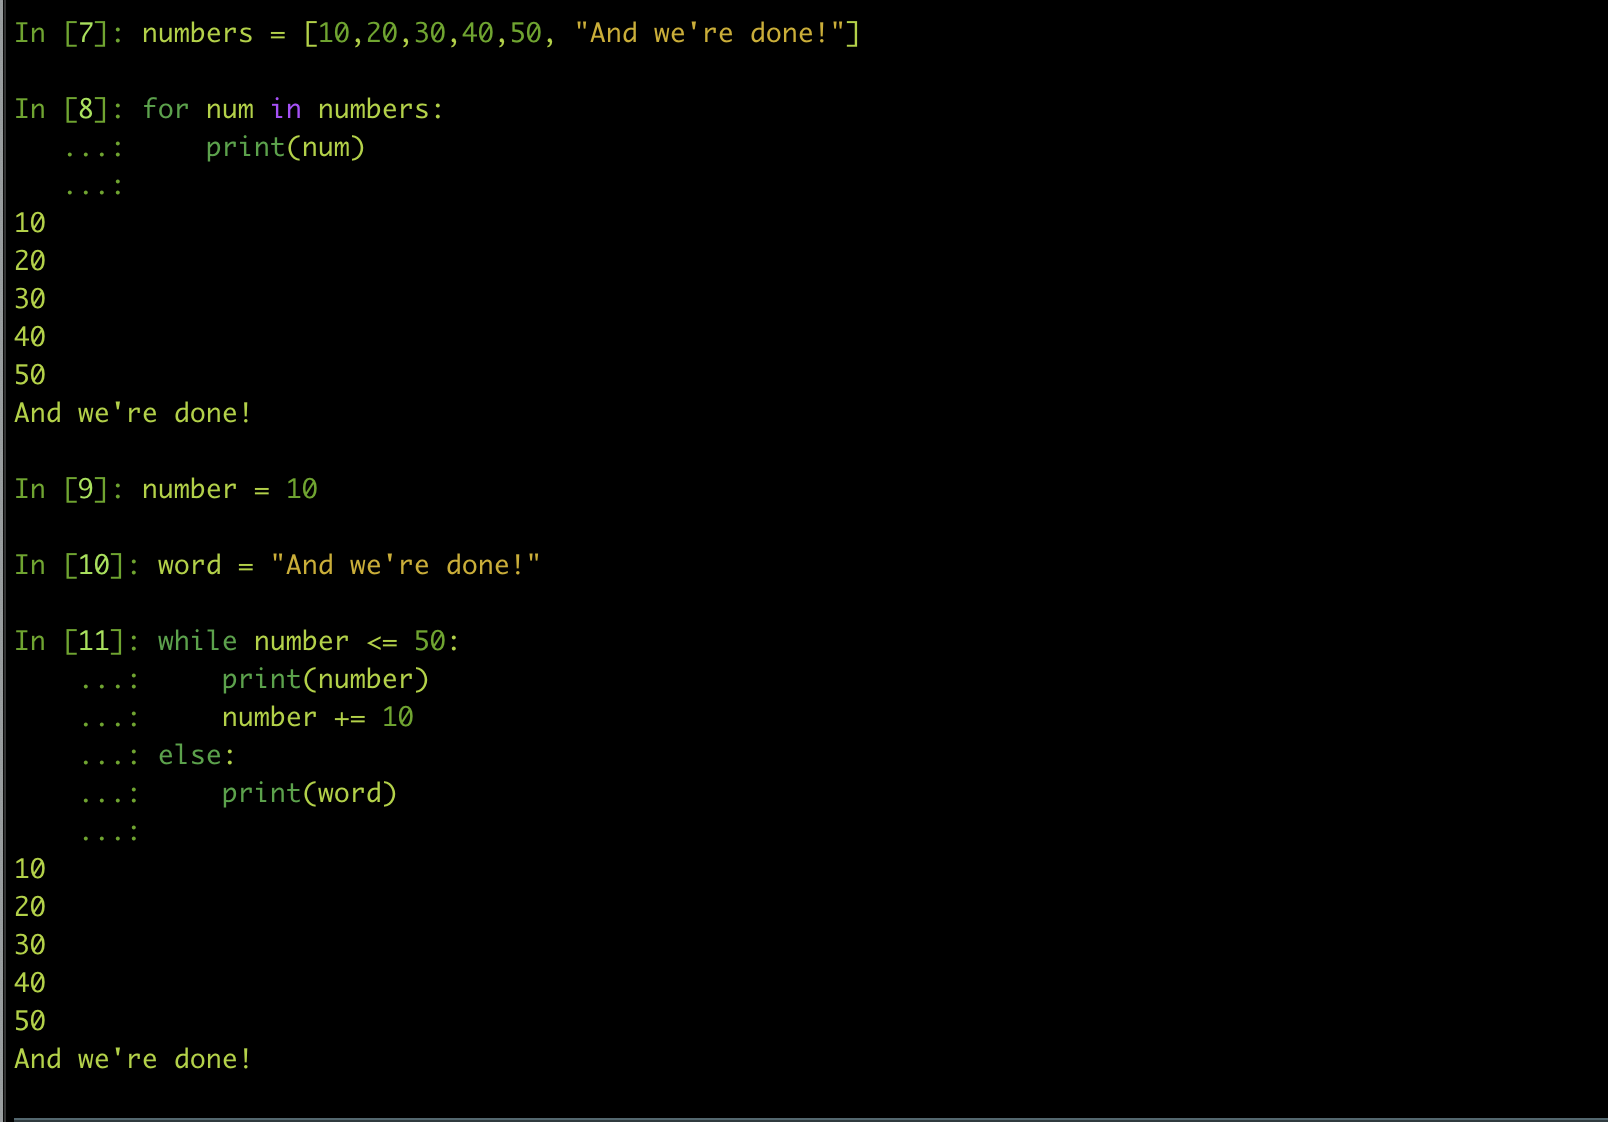 In [7]: numbers = [10,20,30,40,50, "And we're done!"]
In [8]: for num in numbers:
   ...:     print(num)
   ...:
10
20
30
40
50
And we're done!
In [9]: number = 10
In [10]: word = "And we're done!"
In [11]: while number <= 50:
    ...:     print(number)
    ...:     number += 10
    ...: else:
    ...:     print(word)
    ...:
10
20
30
40
50
And we're done!